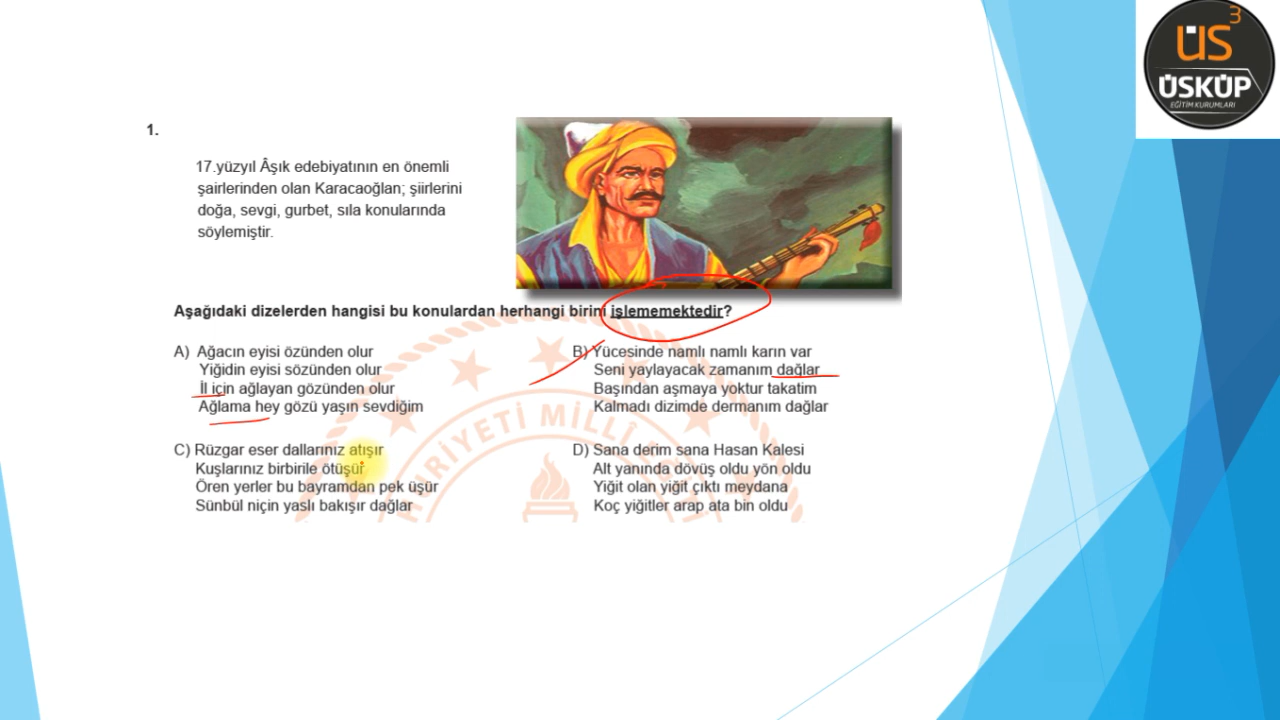 3
ÜS
ÜSKÜP
EĞİTİM KURUMLARI
1.
17.yüzyıl Âşık edebiyatının en önemli
şairlerinden olan Karacaoğlan; şiirlerini
doğa, sevgi, gurbet, sıla konularında
söylemiştir.
Aşağıdaki dizelerden hangisi bu konulardan herhangi birini işlememektedir?
A) Ağacın eyisi özünden olur
Yiğidin eyisi sözünden olur
İl için ağlayan gözünden olur
Ağlama hey gözü yaşın sevdiğim
B) Yücesinde namlı namlı karın var
Seni yaylayacak zamanım dağlar
Başından aşmaya yoktur takatim
Kalmadı dizimde dermanım dağlar
C) Rüzgar eser dallarınız atışır
Kuşlarınız birbirile ötüşür
Ören yerler bu bayramdan pek üşür
Sünbül niçin yaslı bakışır dağlar
D) Sana derim sana Hasan Kalesi
Alt yanında dövüş oldu yön oldu
Yiğit olan yiğit çıktı meydana
Koç yiğitler arap ata bin oldu